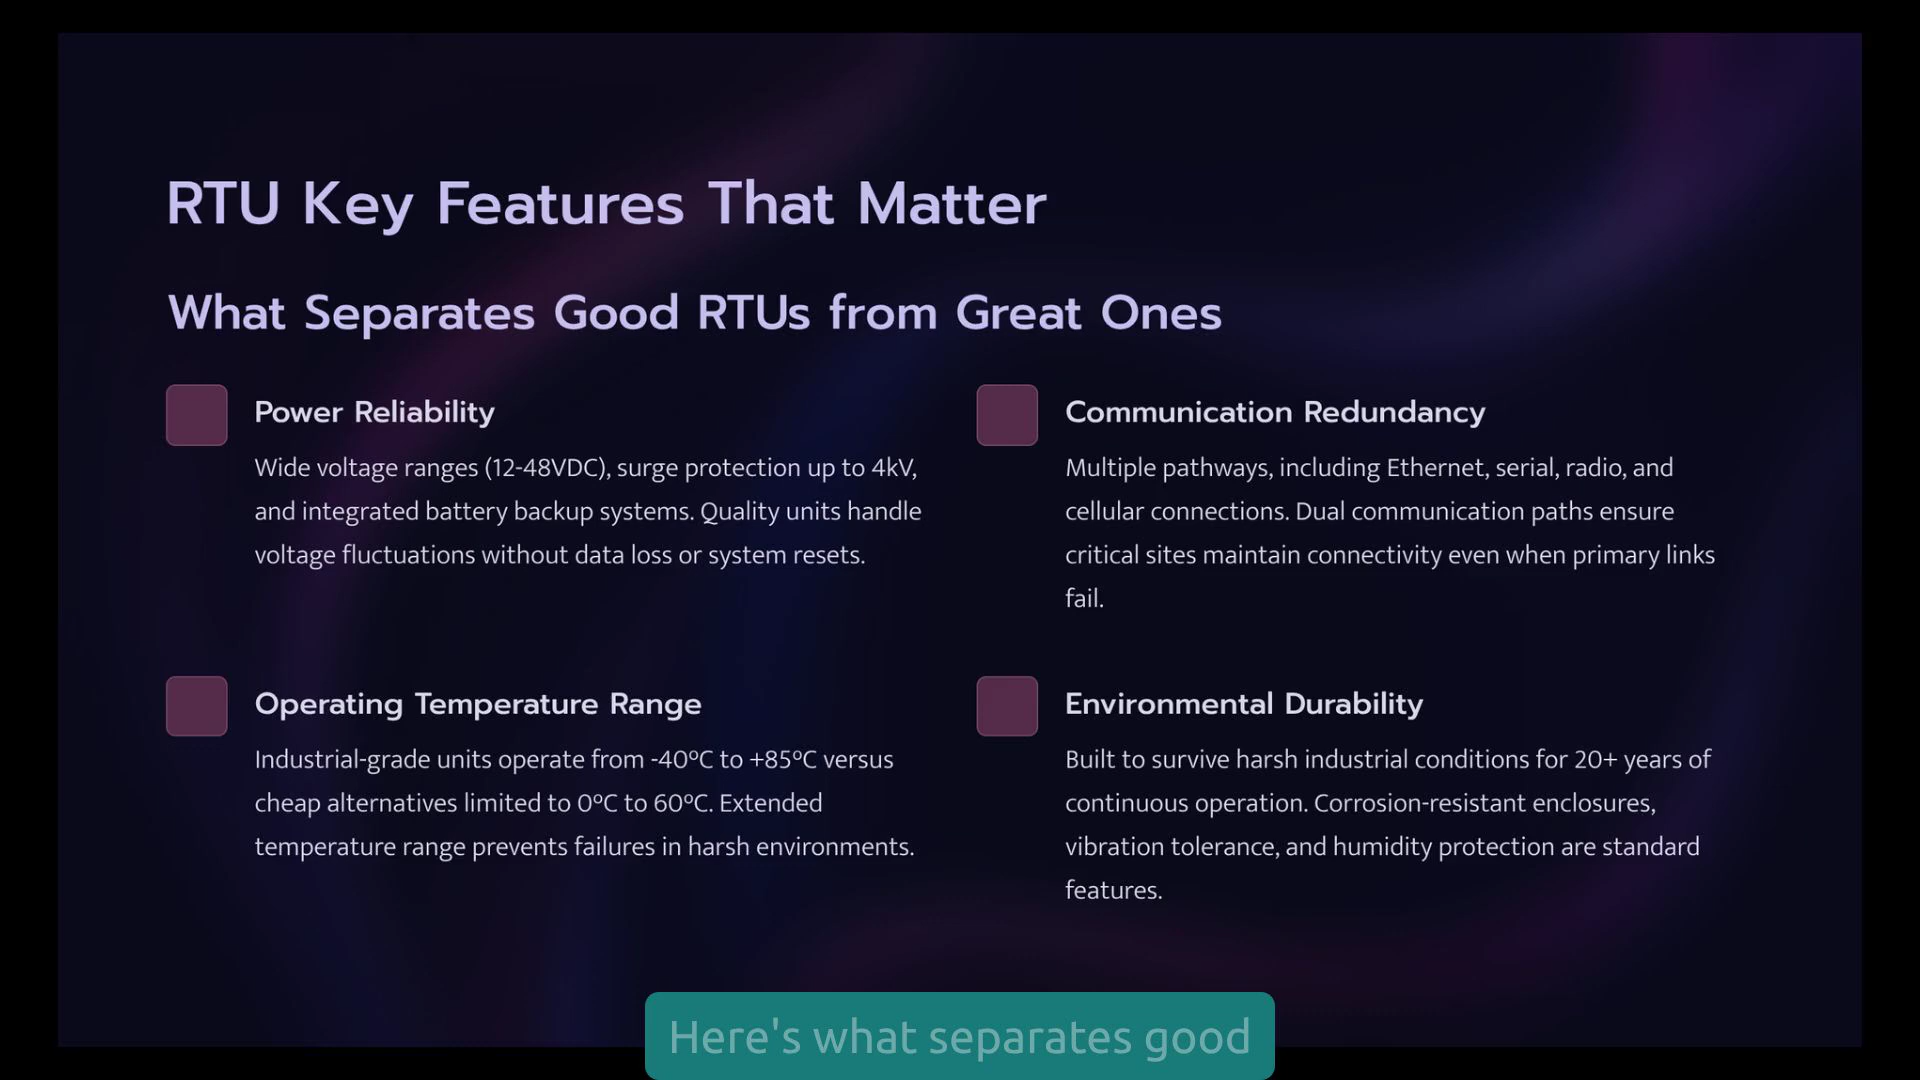 RTU Key Features That Matter
What Separates Good RTUs from Great Ones
Power Reliability
Wide voltage ranges (12-48VDC), surge protection up to 4kV,
and integrated battery backup systems. Quality units handle
voltage fluctuations without data loss or system resets.
Communication Redundancy
Multiple pathways, including Ethernet, serial, radio, and
cellular connections. Dual communication paths ensure
critical sites maintain connectivity even when primary links
fail.
Operating Temperature Range
Industrial-grade units operate from -40°C to +85°C versus
cheap alternatives limited to 0°C to 60°C. Extended
temperature range prevents failures in harsh environments.
Environmental Durability
Built to survive harsh industrial conditions for 20+ years of
continuous operation. Corrosion-resistant enclosures,
vibration tolerance, and humidity protection are standard
features.
Here's what separates good